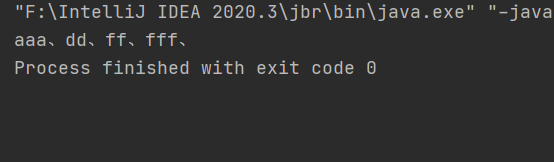 "F:\IntelliJ IDEA 2020.3\jbr\bin\java.exe" "-java
aaa、dd、ff、fff、
Process finished with exit code 0